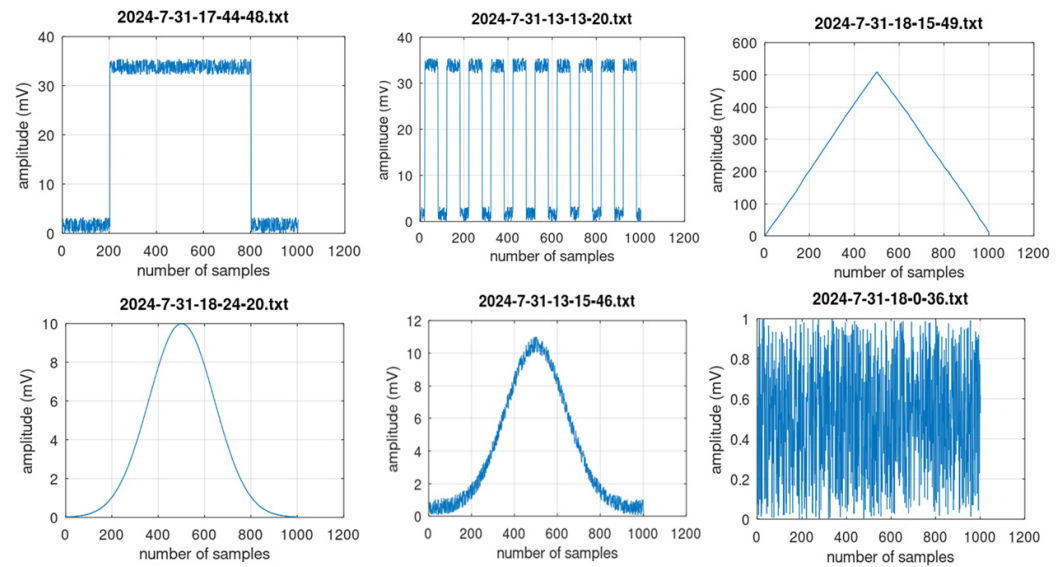 2024-7-31-17-44-48.txt
40
30
20
10
0
amplitude (mV)
0 200 400 600 800 1000 1200
number of samples
2024-7-31-13-13-20.txt
40
30
20
10
0
amplitude (mV)
0 200 400 600 800 1000 1200
number of samples
2024-7-31-18-15-49.txt
600
500
400
300
200
100
0
amplitude (mV)
0 200 400 600 800 1000 1200
number of samples
2024-7-31-18-24-20.txt
10
8
6
4
2
0
amplitude (mV)
0 200 400 600 800 1000 1200
number of samples
2024-7-31-13-15-46.txt
12
10
8
6
4
2
0
amplitude (mV)
0 200 400 600 800 1000 1200
number of samples
2024-7-31-18-0-36.txt
1
0.8
0.6
0.4
0.2
0
amplitude (mV)
0 200 400 600 800 1000 1200
number of samples